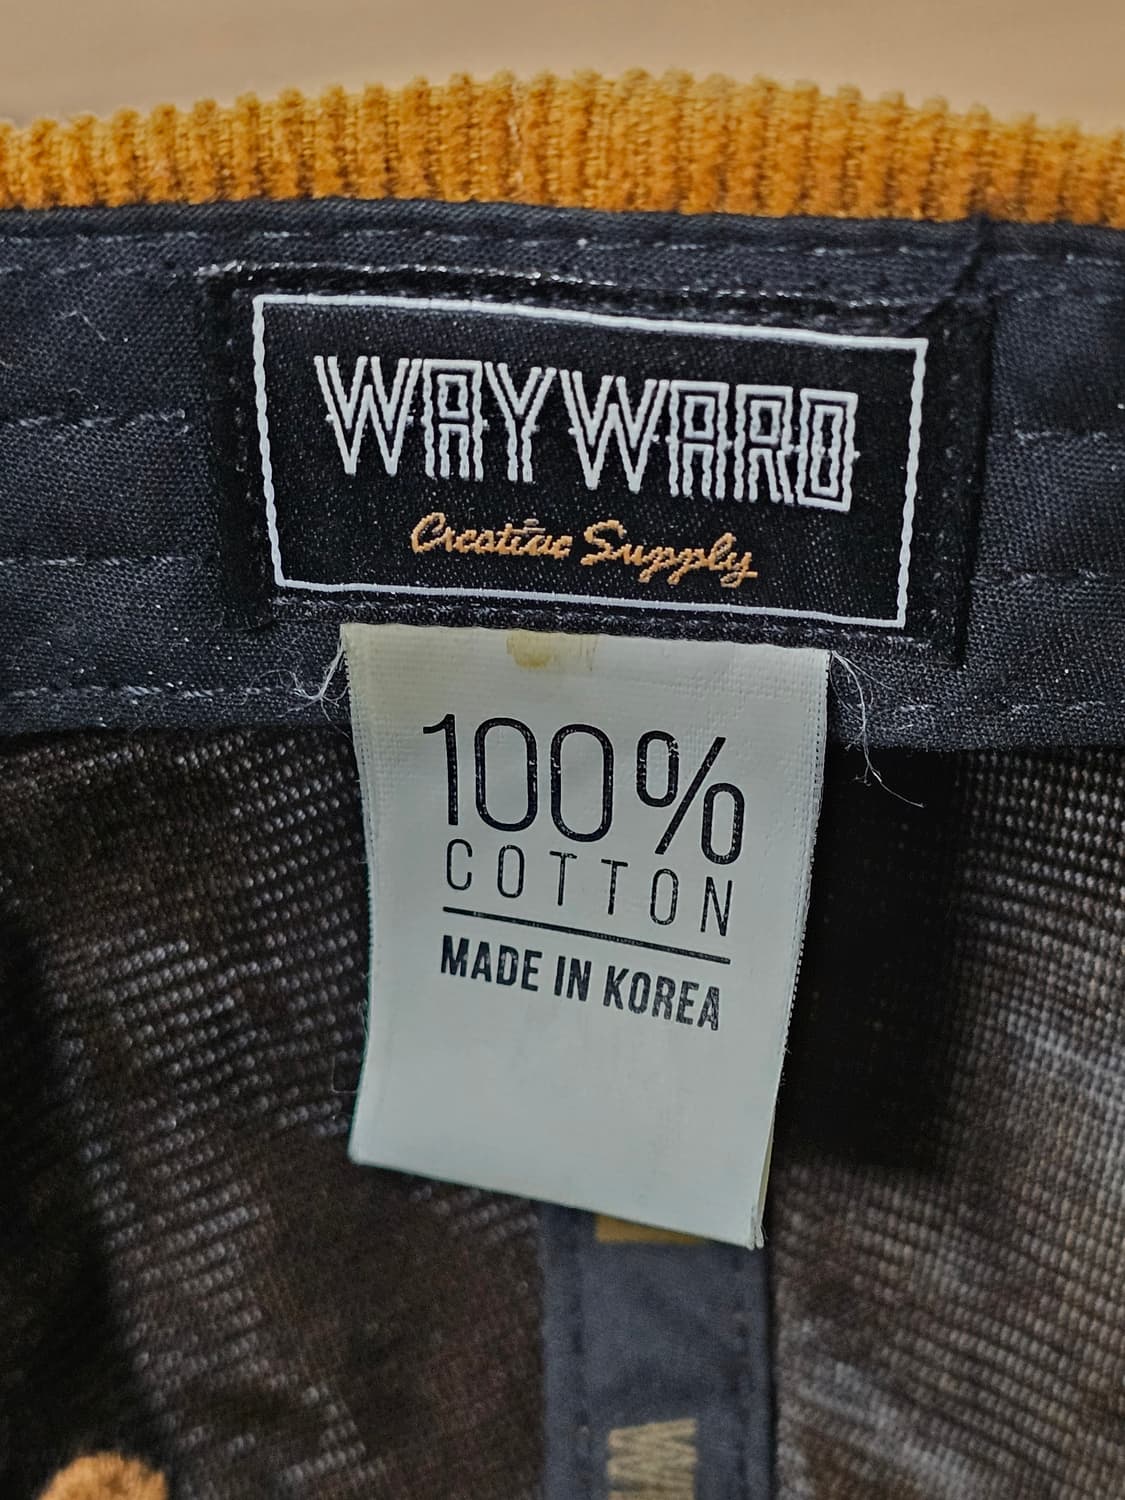 WAYWARD
Creative Supply
100%
COTTON
MADE IN KOREA
W